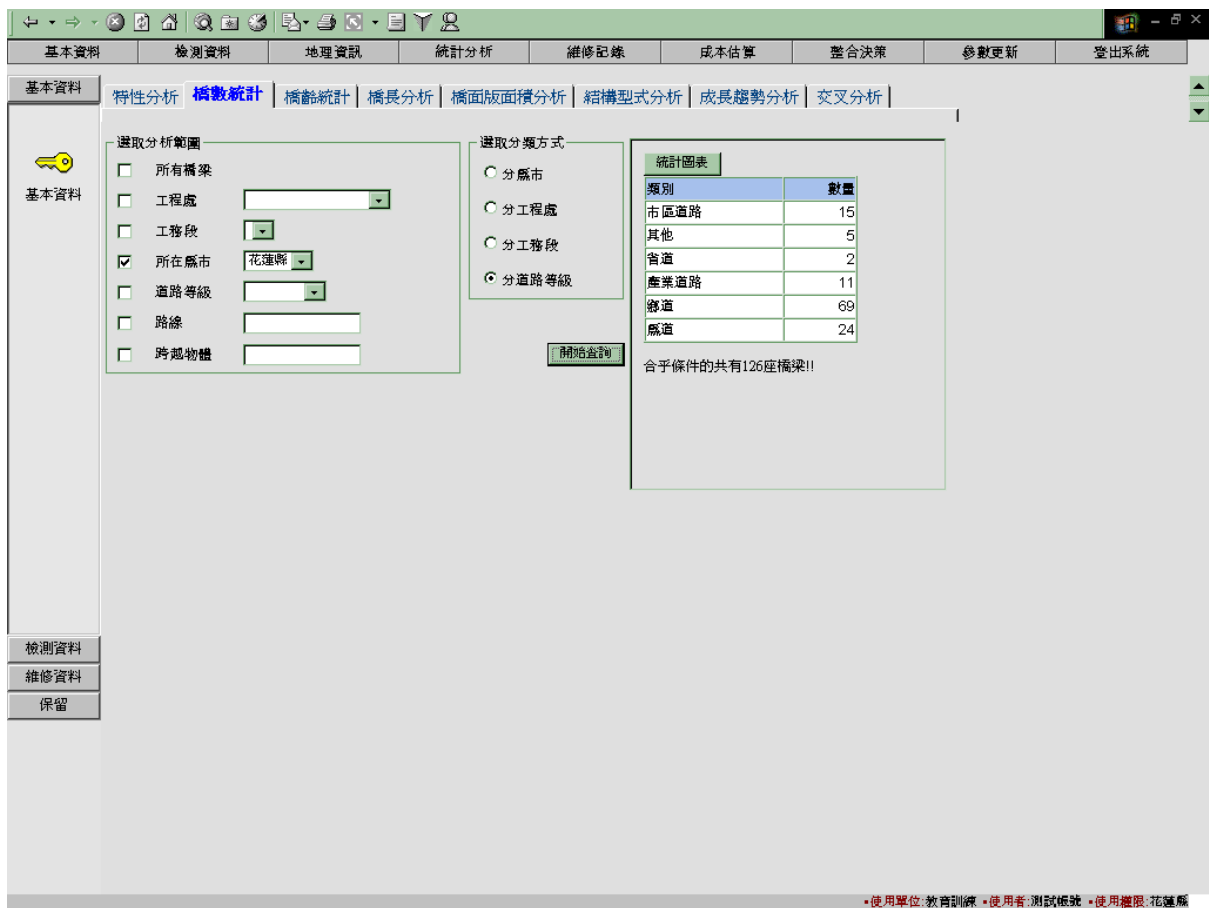 基本資料 檢測資料 地理資訊 統計分析 維修記錄 成本估算 整合決策 參數更新 登出系統
基本資料
特性分析 橋數統計 橋齡統計 橋長分析 橋面版面積分析 結構型式分析 成長趨勢分析 交叉分析
選取分析範圍
所有橋梁
工程處
工務段
所在縣市 花蓮縣
道路等級
路線
跨越物體
選取分類方式
分縣市
分工程處
分工務段
分道路等級
開始查詢
統計圖表
類別 數量
市區道路 15
其他 5
省道 2
產業道路 11
鄉道 69
縣道 24
合乎條件的共有126座橋梁!!
基本資料
檢測資料
維修資料
保留
▪使用單位:教育訓練 ▪使用者:測試帳號 ▪使用權限:花蓮縣